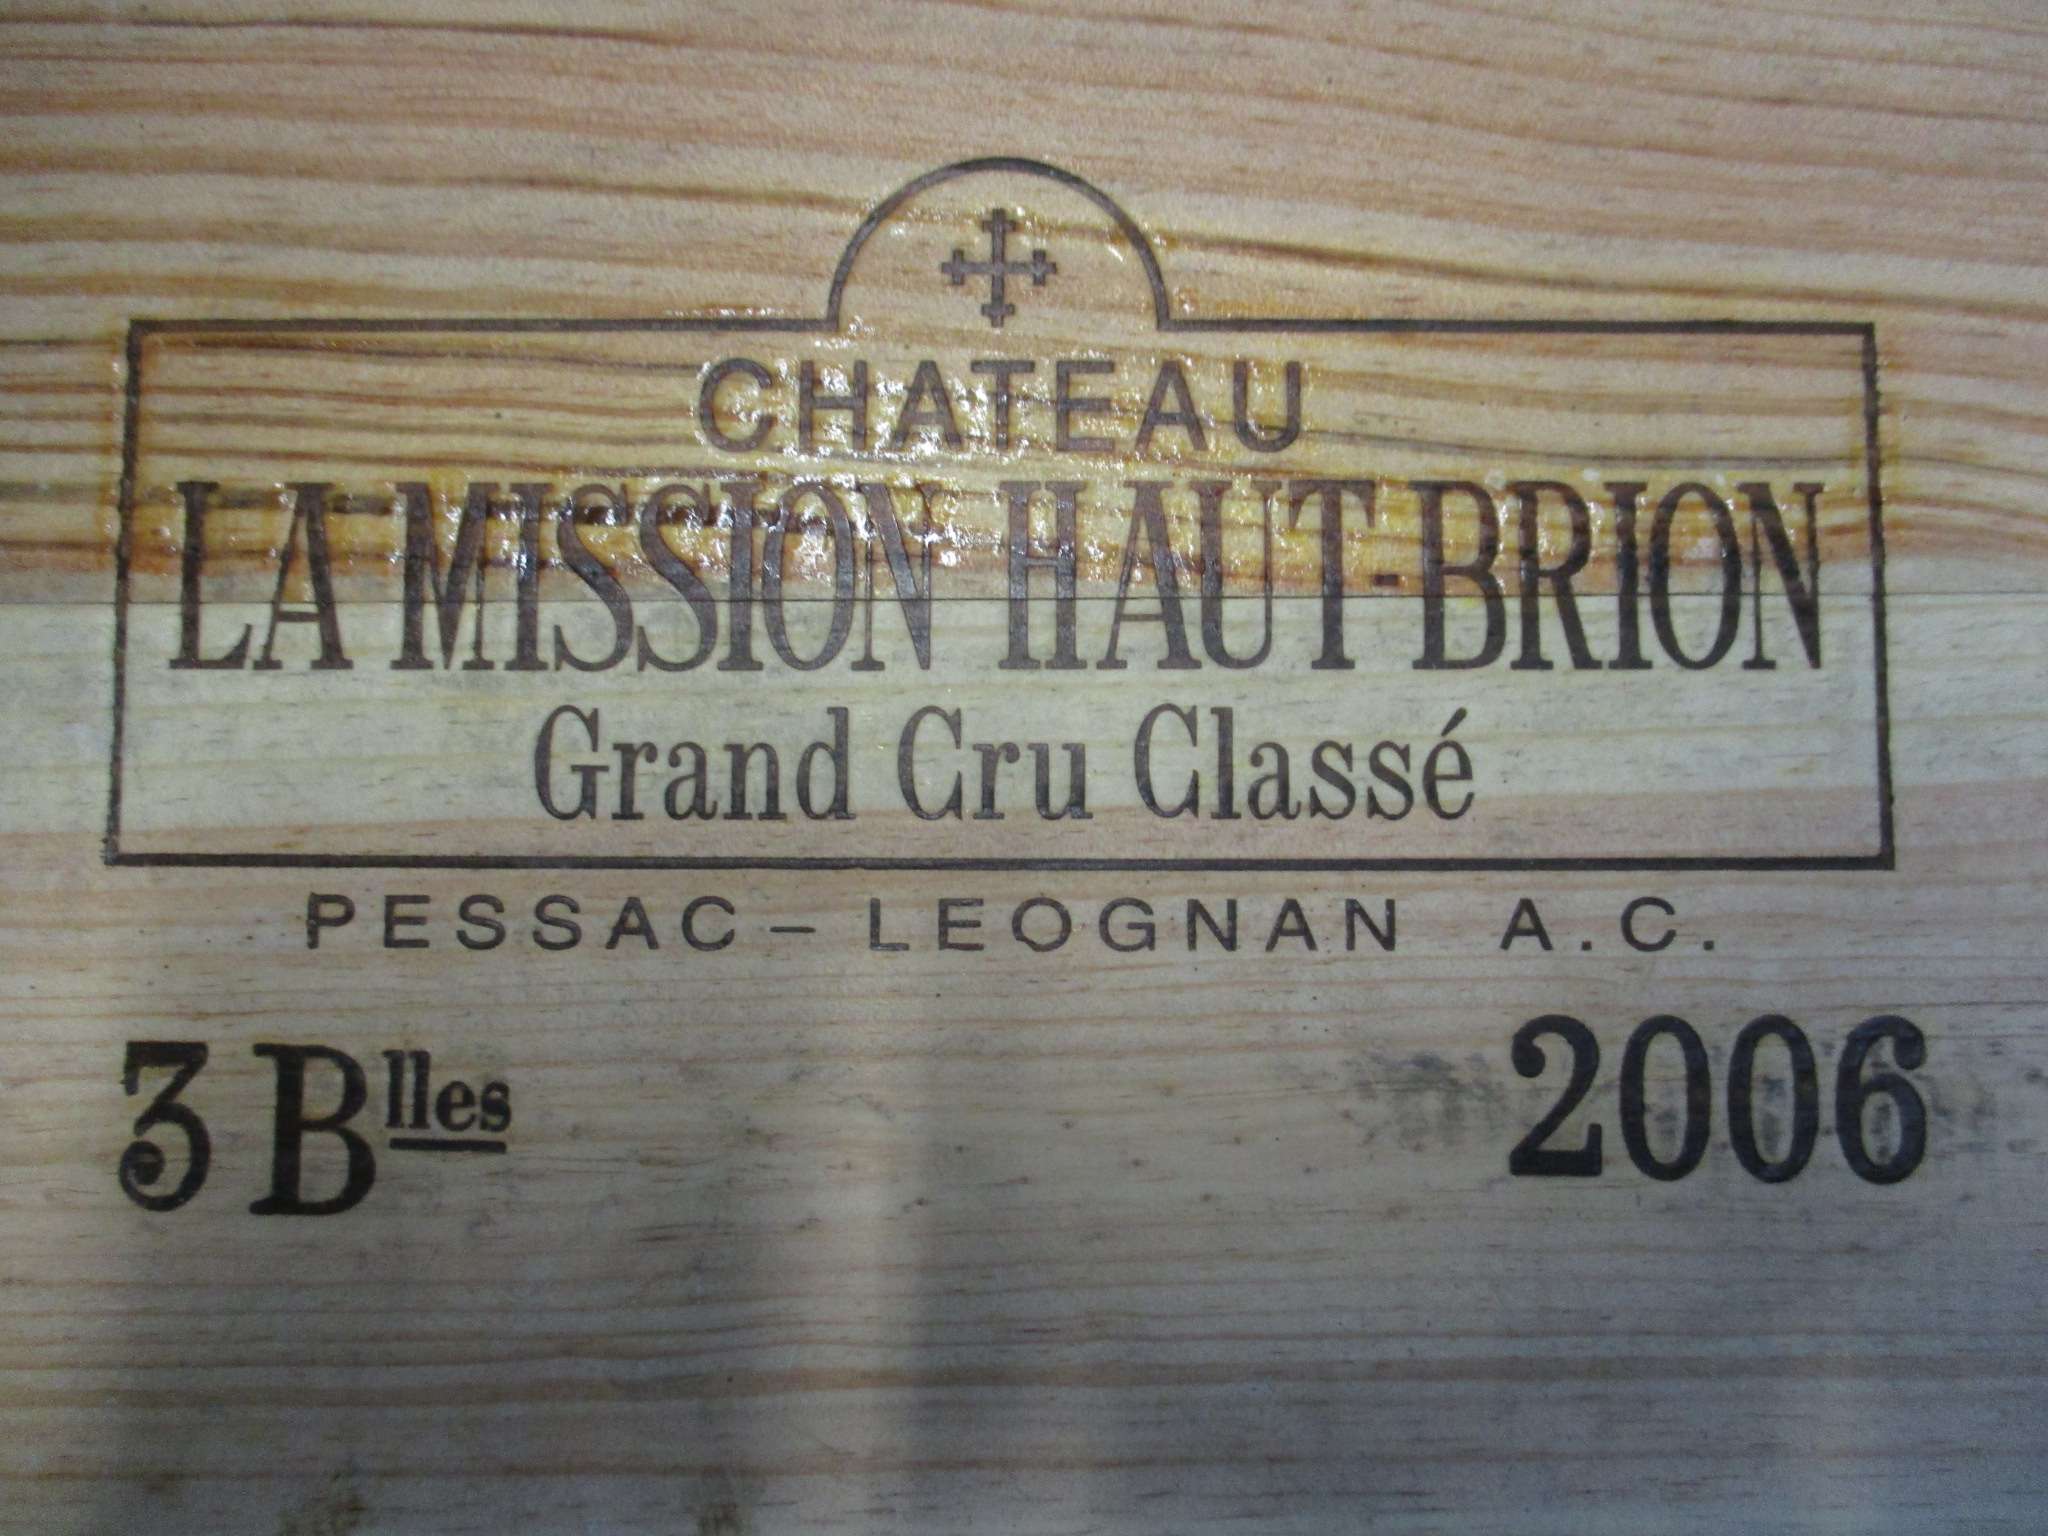 CHATEAU
LA MISSION HAUT-BRION
Grand Cru Classé
PESSAC – LEOGNAN A.C.
3 Blles 2006